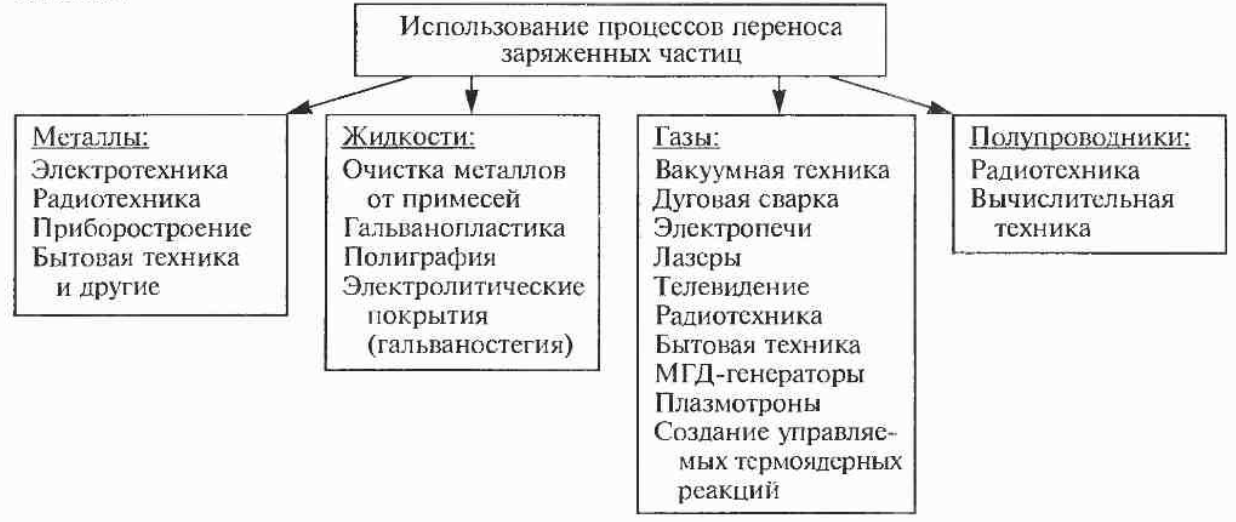 Использование процессов переноса
заряженных частиц
Металлы:
Электротехника
Радиотехника
Приборостроение
Бытовая техника
и другие
Жидкости:
Очистка металлов
от примесей
Гальванопластика
Полиграфия
Электролитические
покрытия
(гальваностегия)
Газы:
Вакуумная техника
Дуговая сварка
Электропечи
Лазеры
Телевидение
Радиотехника
Бытовая техника
МГД-генераторы
Плазмотроны
Создание управляе-
мых термоядерных
реакций
Полупроводники:
Радиотехника
Вычислительная
техника